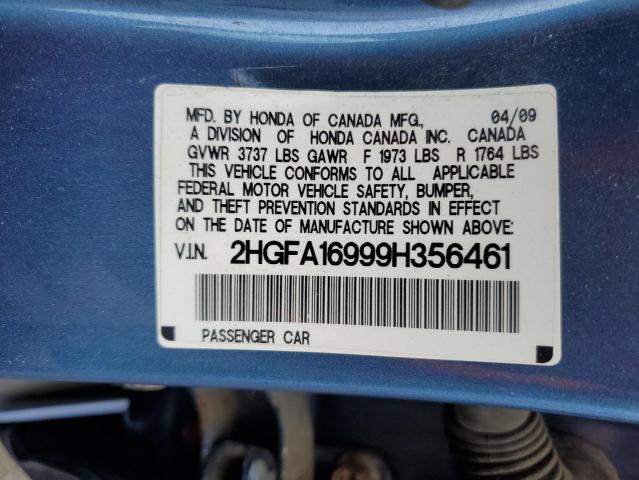 MFD. BY HONDA OF CANADA MFG., 04/09
A DIVISION OF HONDA CANADA INC. CANADA
GVWR 3737 LBS GAWR F 1973 LBS R 1764 LBS
THIS VEHICLE CONFORMS TO ALL APPLICABLE
FEDERAL MOTOR VEHICLE SAFETY, BUMPER,
AND THEFT PREVENTION STANDARDS IN EFFECT
ON THE DATE OF MANUFACTURE SHOWN ABOVE:
V.I.N. 2HGFA16999H356461
PASSENGER CAR